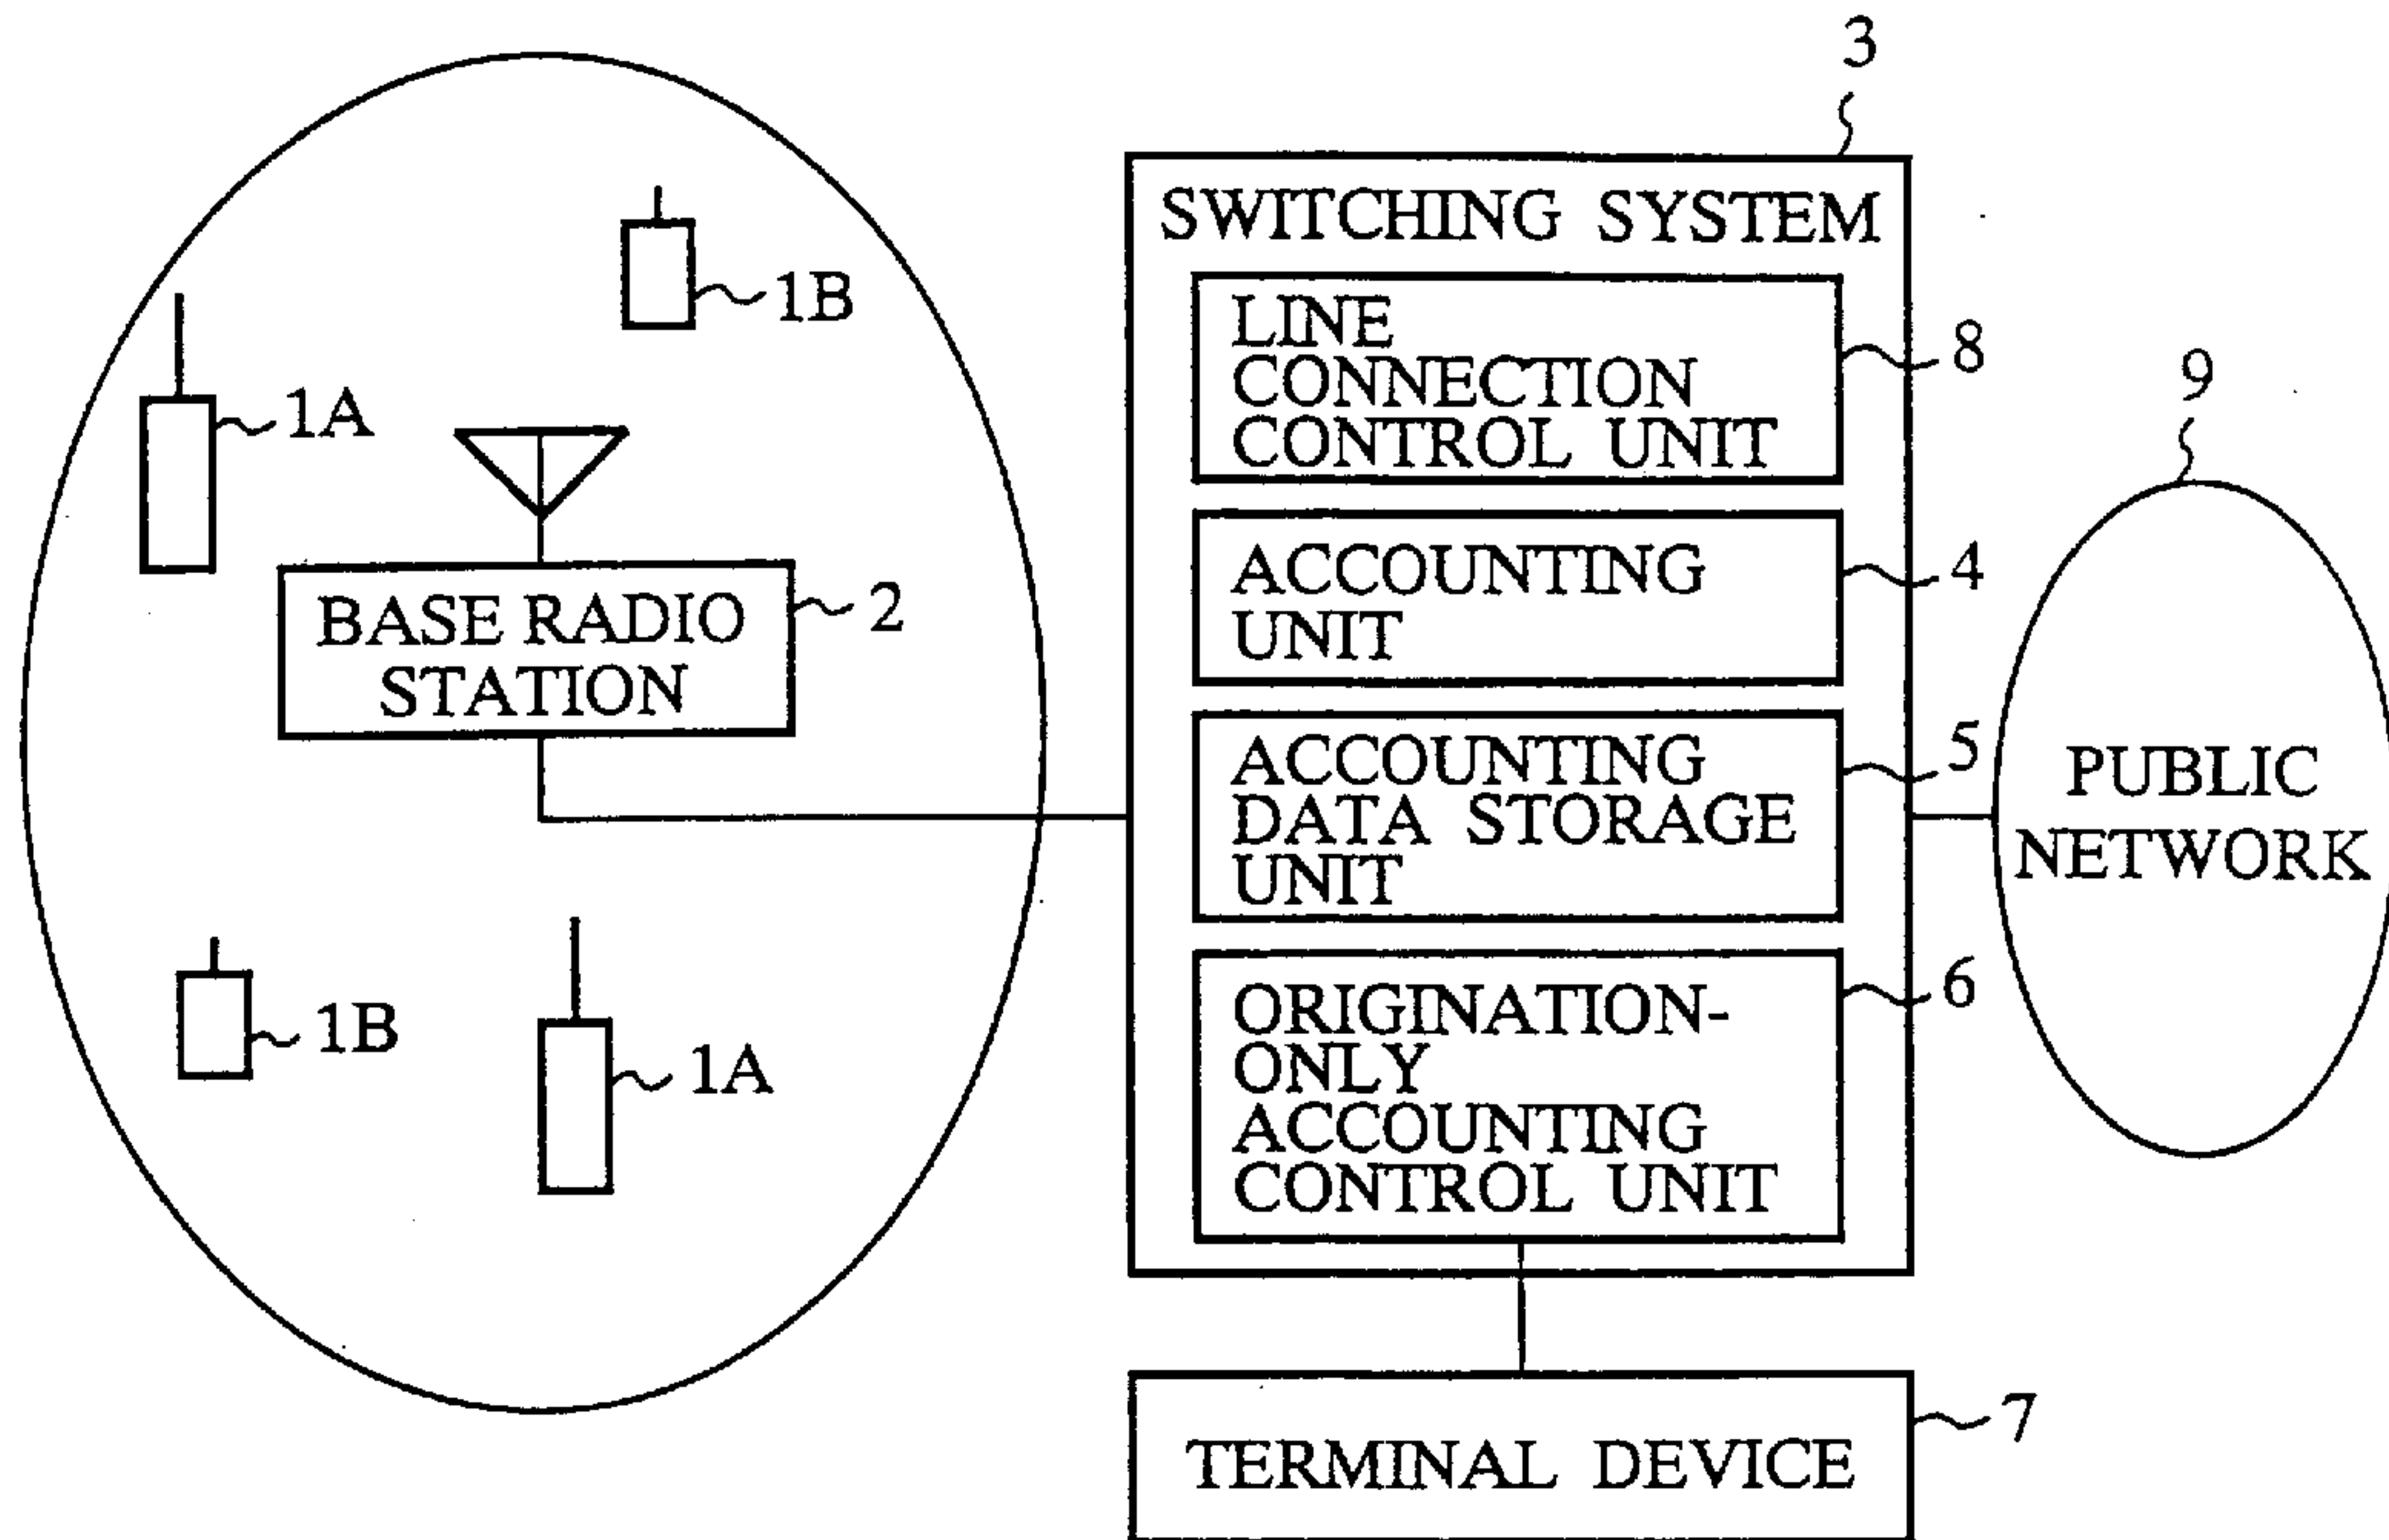 3
SWITCHING SYSTEM
1B
LINE
CONNECTION
CONTROL UNIT
8
1A
9
BASE RADIO
STATION
2
ACCOUNTING
UNIT
4
ACCOUNTING
DATA STORAGE
UNIT
5
PUBLIC
NETWORK
ORIGINATION-
ONLY
ACCOUNTING
CONTROL UNIT
6
1B
1A
TERMINAL DEVICE
7